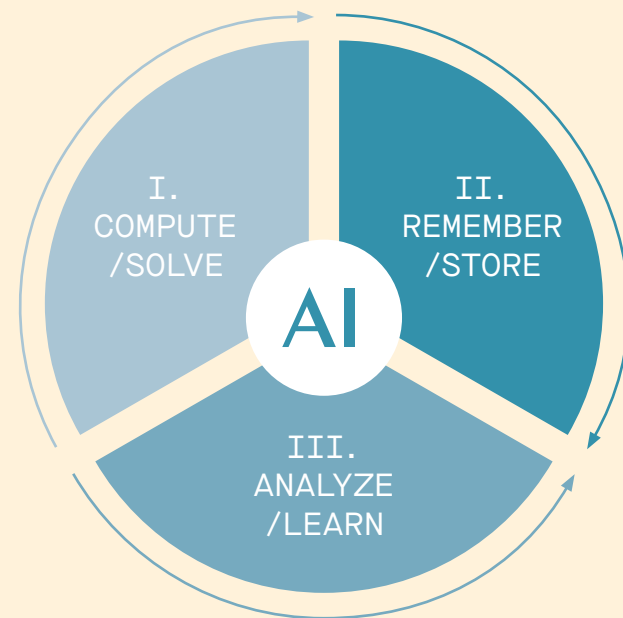 I.
COMPUTE
/SOLVE
II.
REMEMBER
/STORE
AI
III.
ANALYZE
/LEARN